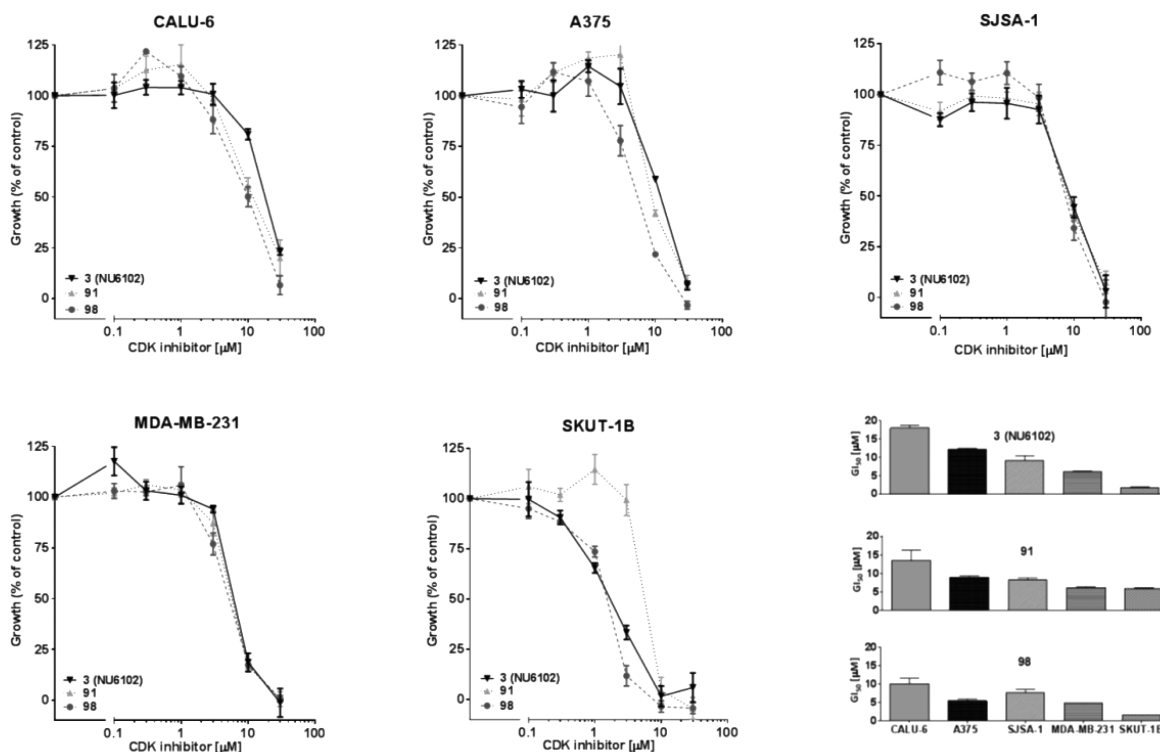 CALU-6
125
100
75
50
25
0
Growth (% of control)
3 (NU6102)
91
98
0.1 1 10 100
CDK inhibitor [µM]
A375
125
100
75
50
25
0
Growth (% of control)
3 (NU6102)
91
98
0.1 1 10 100
CDK inhibitor [µM]
SJSA-1
125
100
75
50
25
0
Growth (% of control)
3 (NU6102)
91
98
0.1 1 10 100
CDK inhibitor [µM]
MDA-MB-231
125
100
75
50
25
0
Growth (% of control)
3 (NU6102)
91
98
0.1 1 10 100
CDK inhibitor [µM]
SKUT-1B
125
100
75
50
25
0
Growth (% of control)
3 (NU6102)
91
98
0.1 1 10 100
CDK inhibitor [µM]
3 (NU6102)
20
15
10
5
0
GI50 [µM]
91
20
15
10
5
0
GI50 [µM]
98
20
15
10
5
0
GI50 [µM]
CALU-6 A375 SJSA-1 MDA-MB-231 SKUT-1B